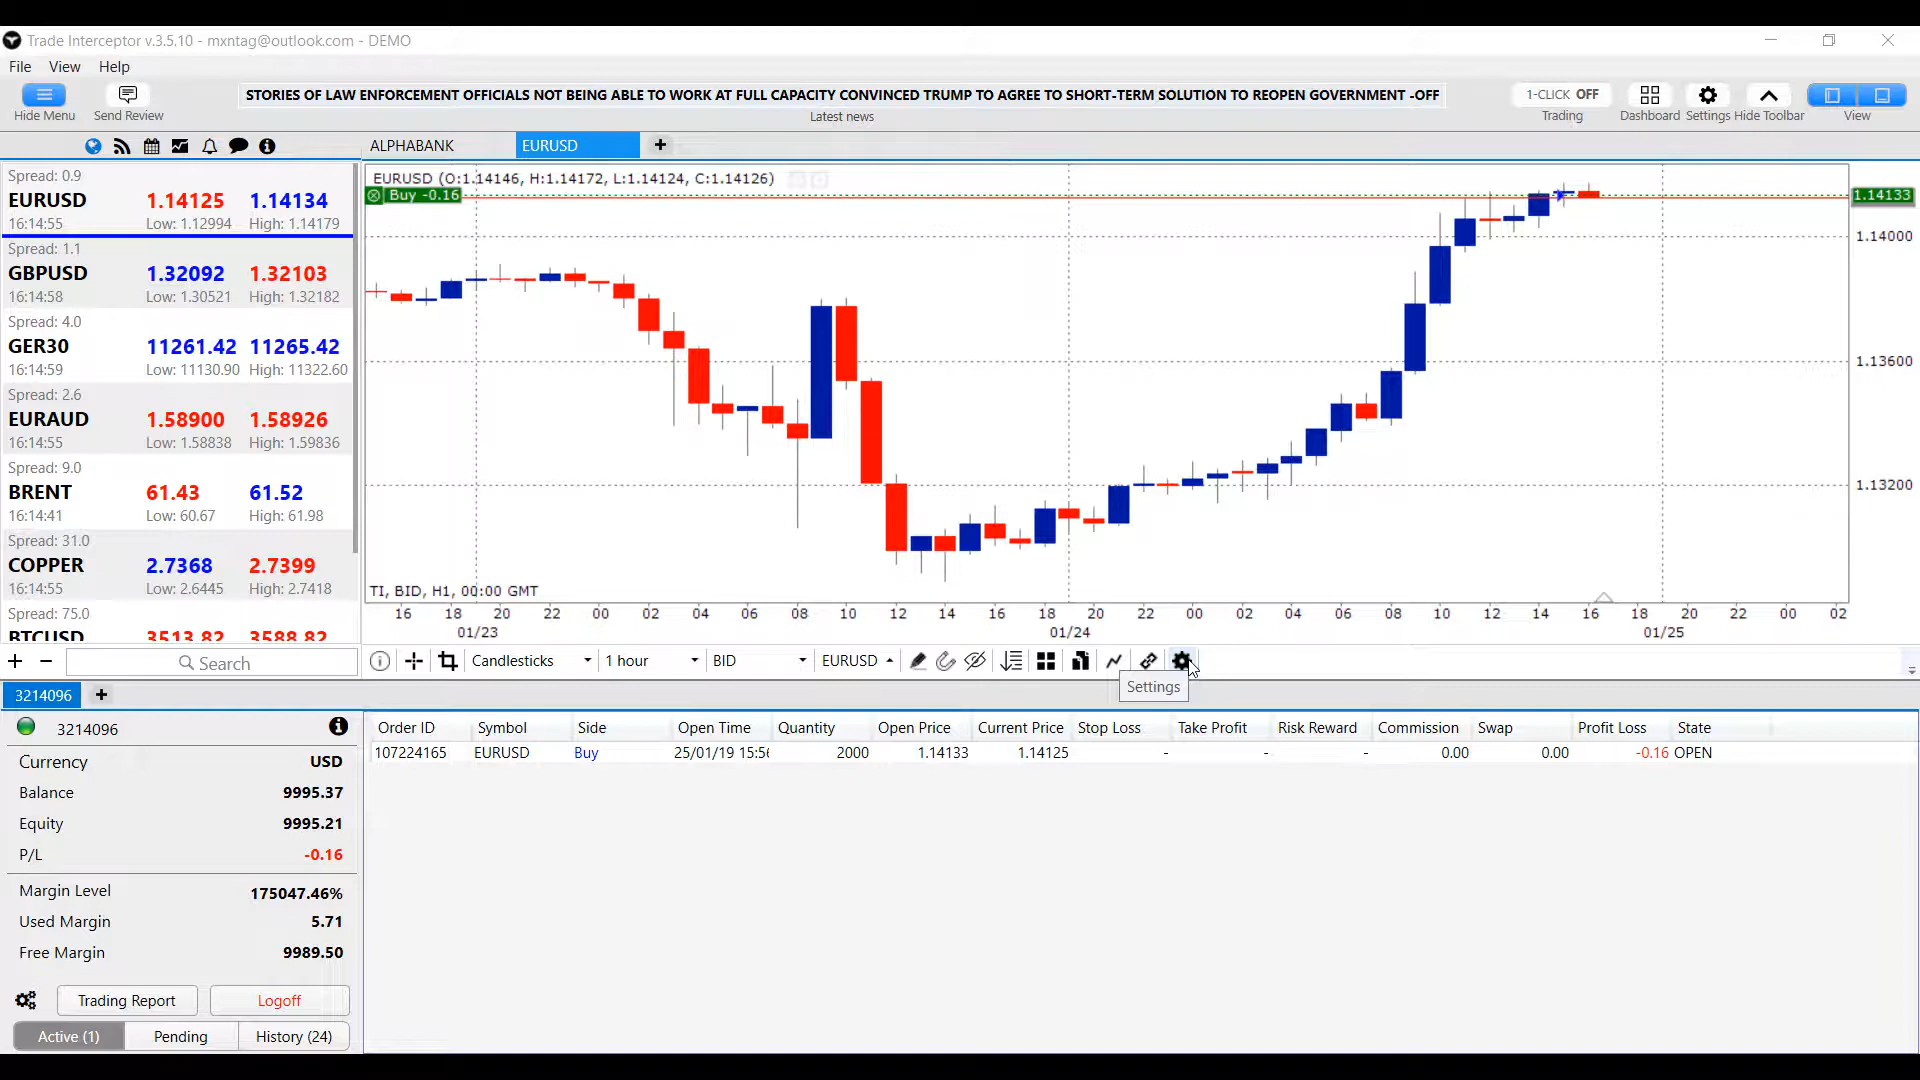 Trade Interceptor v.3.5.10 - mxntag@outlook.com - DEMO
File View Help
Hide Menu
Send Review
STORIES OF LAW ENFORCEMENT OFFICIALS NOT BEING ABLE TO WORK AT FULL CAPACITY CONVINCED TRUMP TO AGREE TO SHORT-TERM SOLUTION TO REOPEN GOVERNMENT -OFF
Latest news
1-CLICK OFF
Trading
Dashboard
Settings
Hide Toolbar
View
ALPHABANK
EURUSD
+
Spread: 0.9
EURUSD 1.14125 1.14134
16:14:55 Low: 1.12994 High: 1.14179
Spread: 1.1
GBPUSD 1.32092 1.32103
16:14:58 Low: 1.30521 High: 1.32182
Spread: 4.0
GER30 11261.42 11265.42
16:14:59 Low: 11130.90 High: 11322.60
Spread: 2.6
EURAUD 1.58900 1.58926
16:14:55 Low: 1.58838 High: 1.59836
Spread: 9.0
BRENT 61.43 61.52
16:14:41 Low: 60.67 High: 61.98
Spread: 31.0
COPPER 2.7368 2.7399
16:14:55 Low: 2.6445 High: 2.7418
Spread: 75.0
BTCUSD 3513.82 3588.82
Search
EURUSD (O:1.14146, H:1.14172, L:1.14124, C:1.14126)
Buy -0.16
1.14133
1.14000
1.13600
1.13200
TI, BID, H1, 00:00 GMT
16 18 20 22 00 02 04 06 08 10 12 14 16 18 20 22 00 02 04 06 08 10 12 14 16 18 20 22 00 02
01/23 01/24 01/25
Candlesticks 1 hour BID EURUSD
Settings
3214096 +
3214096
Currency USD
Balance 9995.37
Equity 9995.21
P/L -0.16
Margin Level 175047.46%
Used Margin 5.71
Free Margin 9989.50
Trading Report
Logoff
Active (1)
Pending
History (24)
Order ID Symbol Side Open Time Quantity Open Price Current Price Stop Loss Take Profit Risk Reward Commission Swap Profit Loss State
107224165 EURUSD Buy 25/01/19 15:56 2000 1.14133 1.14125 - - - 0.00 0.00 -0.16 OPEN